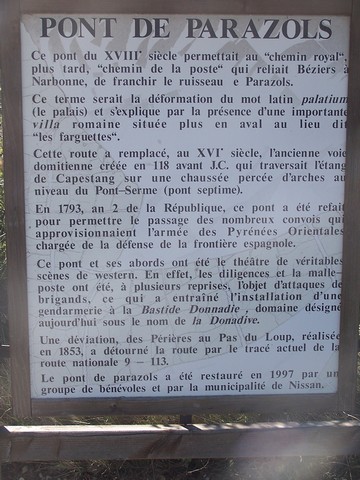 PONT DE PARAZOLS
Ce pont du XVIIIᵉ siècle permettait au "chemin royal",
plus tard, "chemin de la poste" qui reliait Béziers à
Narbonne, de franchir le ruisseau e Parazols.
Ce terme serait la déformation du mot latin palatium
(le palais) et s'explique par la présence d'une importante
villa romaine située plus en aval au lieu dit
"les farguettes".
Cette route a remplacé, au XVIᵉ siècle, l'ancienne voie
domitienne créée en 118 avant J.C. qui traversait l'étang
de Capestang sur une chaussée percée d'arches au
niveau du Pont-Serme (pont septime).
En 1793, an 2 de la République, ce pont a été refait
pour permettre le passage des nombreux convois qui
approvisionnaient l'armée des Pyrénées Orientales
chargée de la défense de la frontière espagnole.
Ce pont et ses abords ont été le théâtre de véritables
scènes de western. En effet, les diligences et la malle-
poste ont été, à plusieurs reprises, l'objet d'attaques de
brigands, ce qui a entraîné l'installation d'une
gendarmerie à la Bastide Donnadie , domaine désigné
aujourd'hui sous le nom de la Donadive.
Une déviation, des Périères au Pas du Loup, réalisée
en 1853, a détourné la route par le tracé actuel de la
route nationale 9 - 113.
Le pont de parazols a été restauré en 1997 par un
groupe de bénévoles et par la municipalité de Nissan.